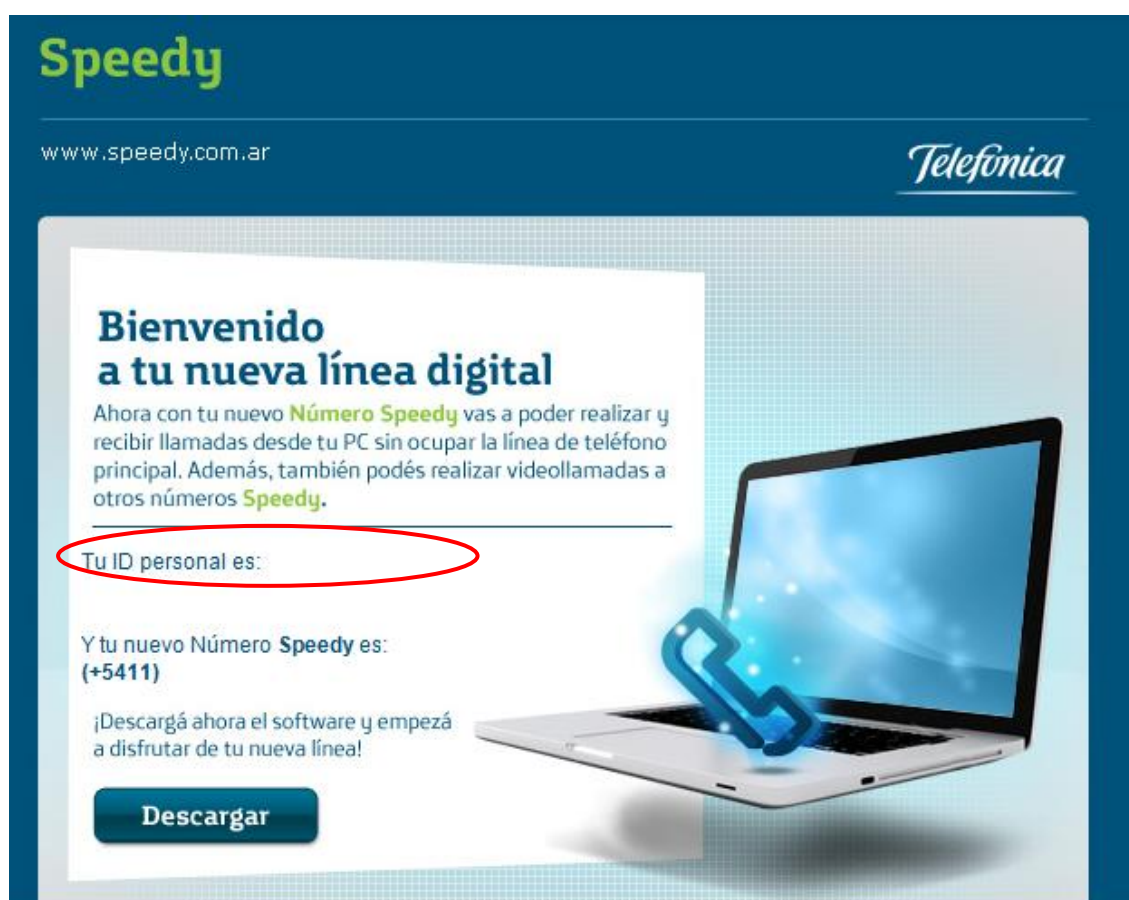 Speedy
www.speedy.com.ar
Telefónica
Bienvenido
a tu nueva línea digital
Ahora con tu nuevo Número Speedy vas a poder realizar y
recibir llamadas desde tu PC sin ocupar la línea de teléfono
principal. Además, también podés realizar videollamadas a
otros números Speedy.
Tu ID personal es:
Y tu nuevo Número Speedy es:
(+5411)
¡Descargá ahora el software y empezá
a disfrutar de tu nueva línea!
Descargar